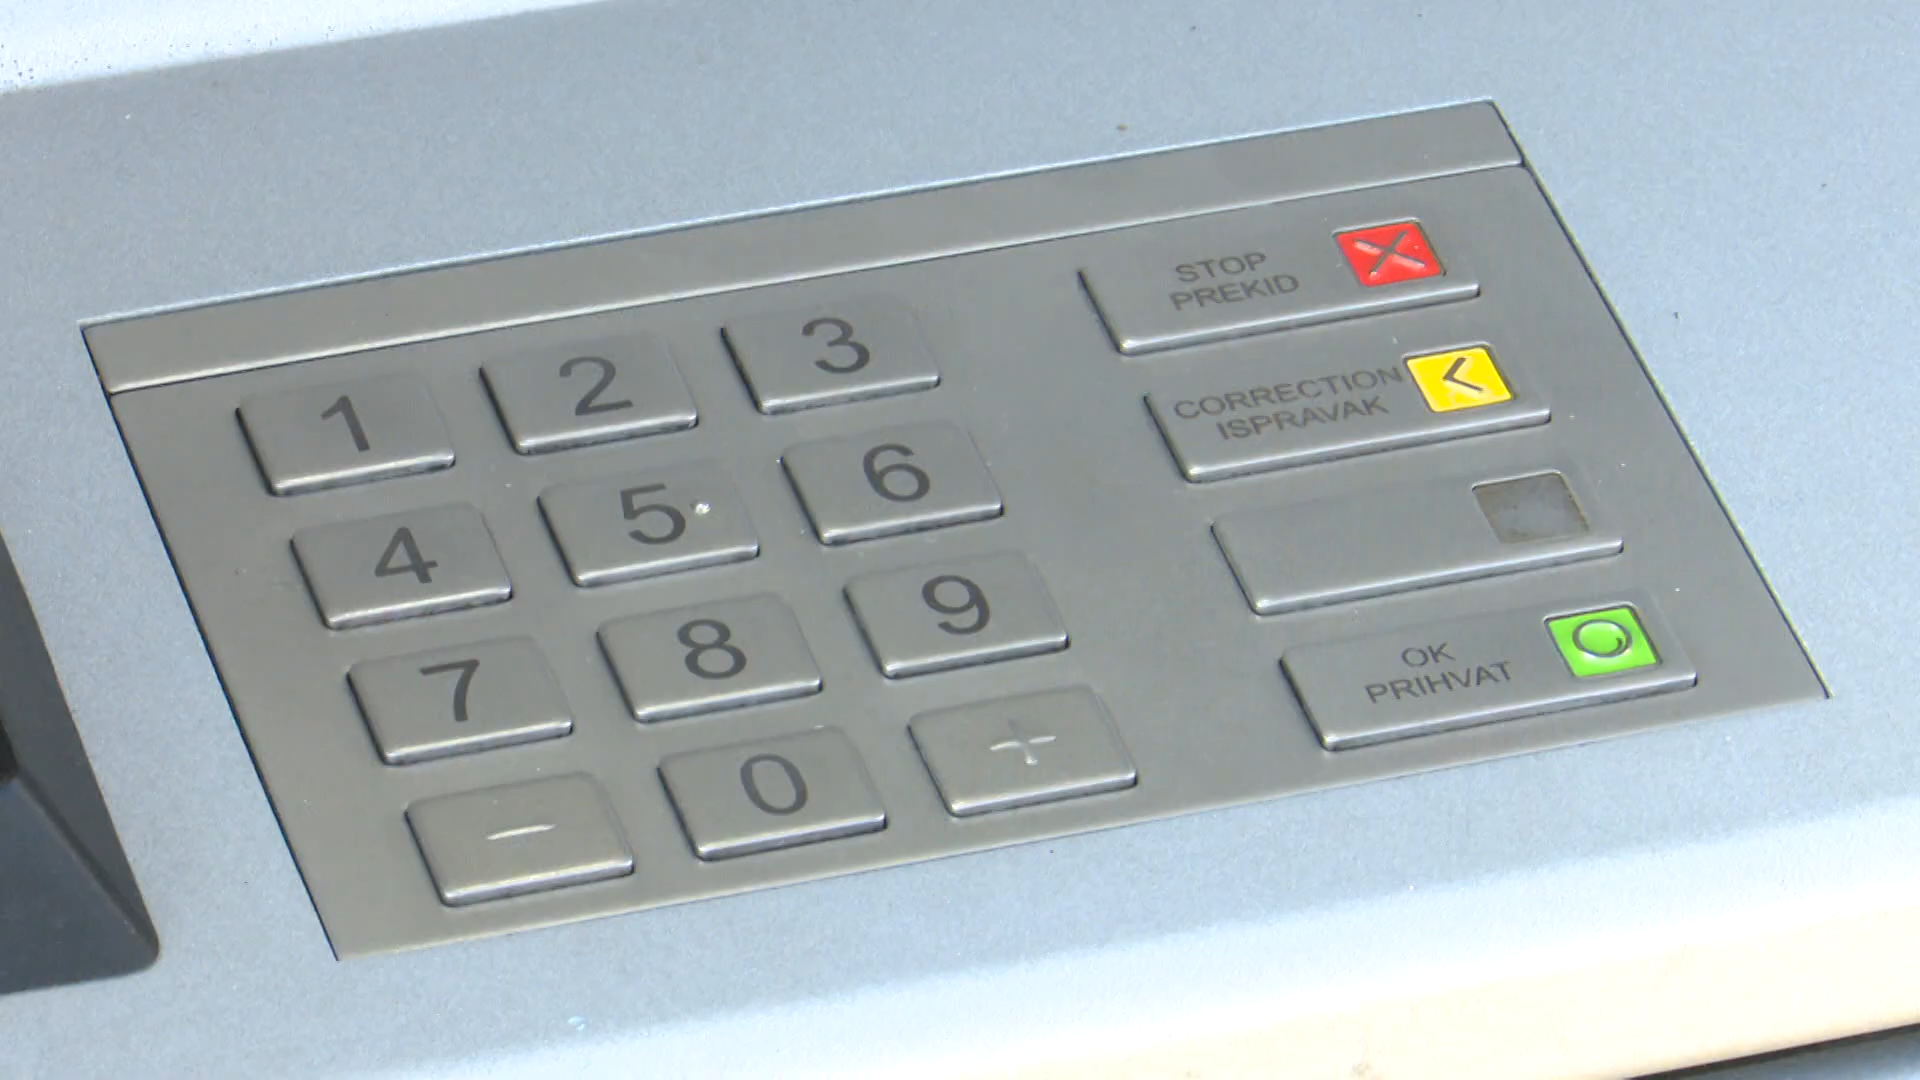 1 2 3
4 5 6
7 8 9
- 0 +
STOP
PREKID
CORRECTION
ISPRAVAK
OK
PRIHVAT